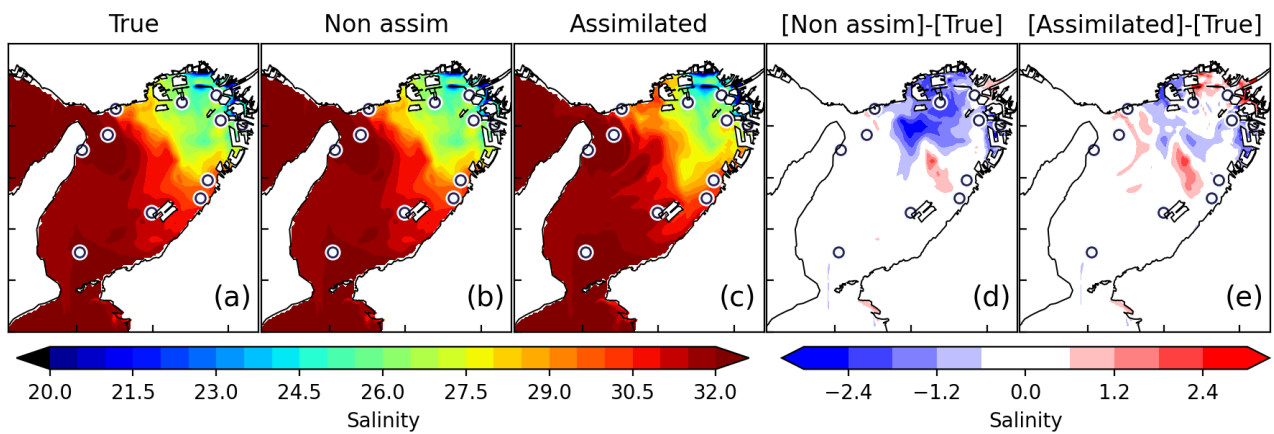 True Non assim Assimilated [Non assim]-[True] [Assimilated]-[True]
(a) (b) (c) (d) (e)
20.0 21.5 23.0 24.5 26.0 27.5 29.0 30.5 32.0 −2.4 −1.2 0.0 1.2 2.4
Salinity Salinity